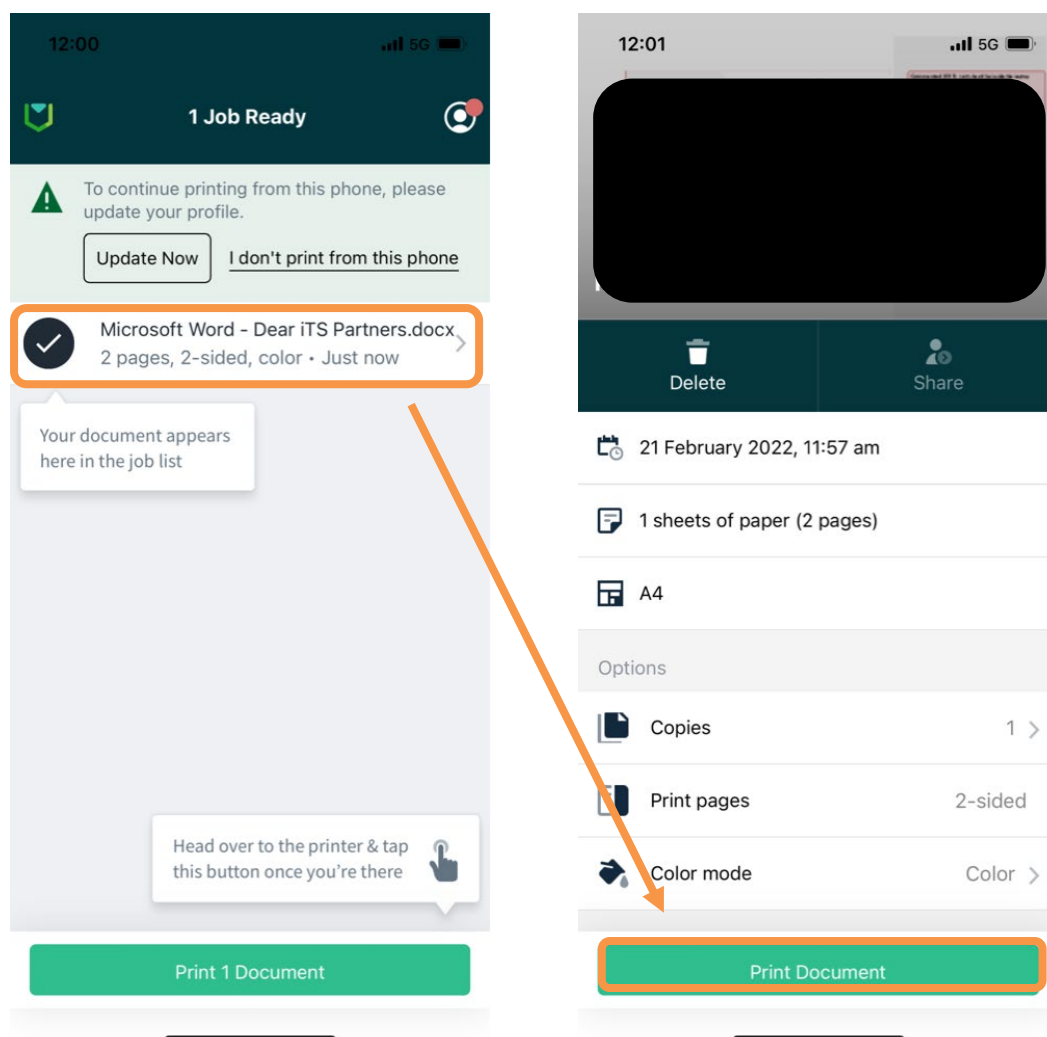 12:00
5G
1 Job Ready
To continue printing from this phone, please
update your profile.
Update Now
I don't print from this phone
Microsoft Word - Dear iTS Partners.docx
2 pages, 2-sided, color • Just now
Your document appears
here in the job list
Head over to the printer & tap
this button once you're there
Print 1 Document
12:01
5G
Delete
Share
21 February 2022, 11:57 am
1 sheets of paper (2 pages)
A4
Options
Copies
1
Print pages
2-sided
Color mode
Color
Print Document